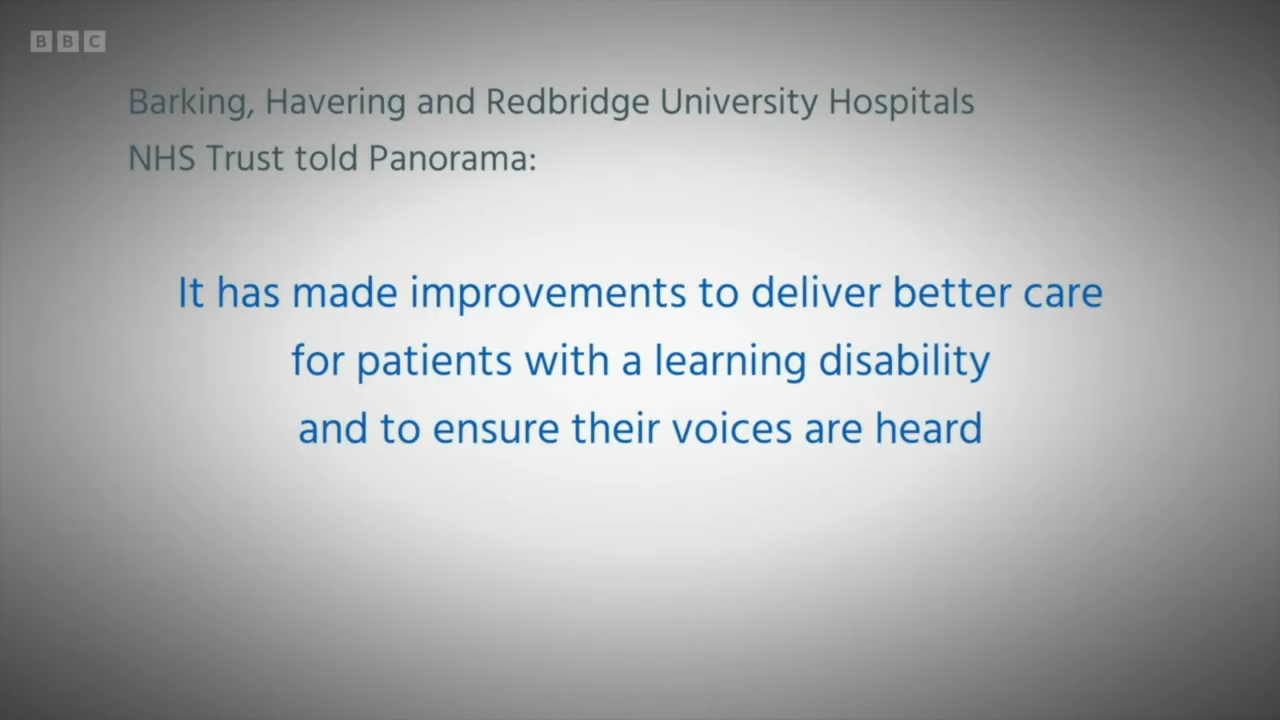 BBC
Barking, Havering and Redbridge University Hospitals
NHS Trust told Panorama:
It has made improvements to deliver better care
for patients with a learning disability
and to ensure their voices are heard